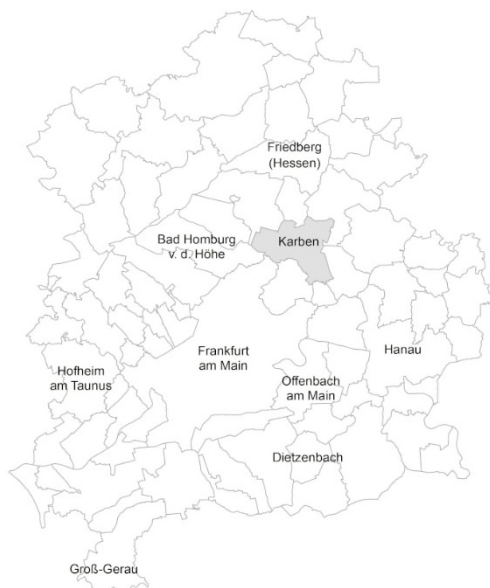 Friedberg
(Hessen)
Bad Homburg
v. d. Höhe
Karben
Frankfurt
am Main
Hanau
Hofheim
am Taunus
Offenbach
am Main
Dietzenbach
Groß-Gerau